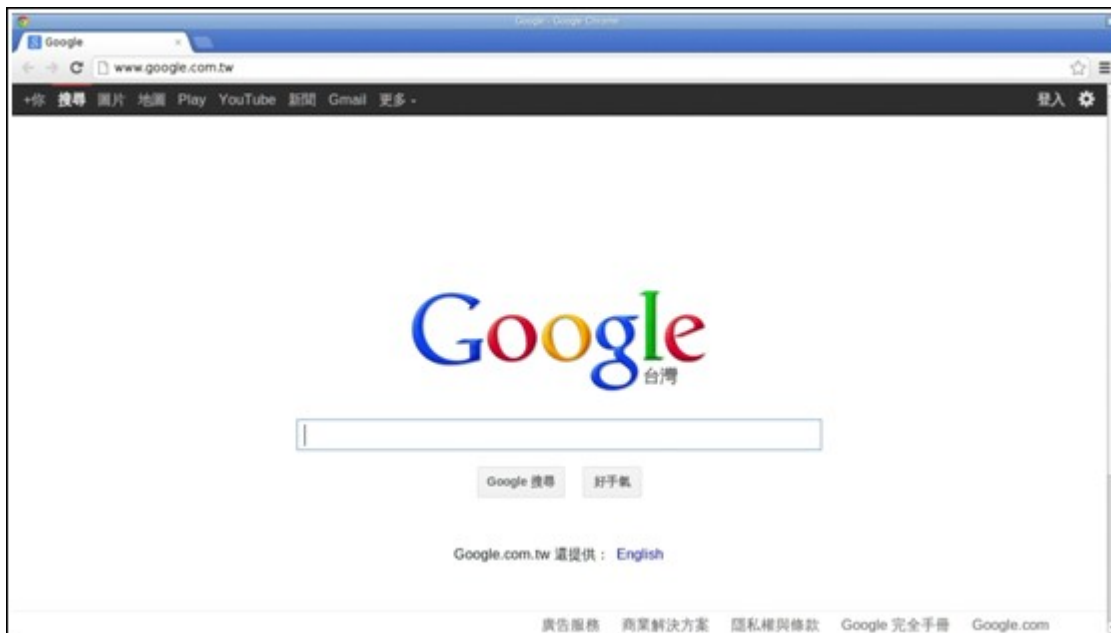 Google - Google Chrome
Google
www.google.com.tw
+你 搜尋 圖片 地圖 Play YouTube 新聞 Gmail 更多 登入
Google
台灣
Google 搜尋 好手氣
Google.com.tw 還提供： English
廣告服務 商業解決方案 隱私權與條款 Google 完全手冊 Google.com